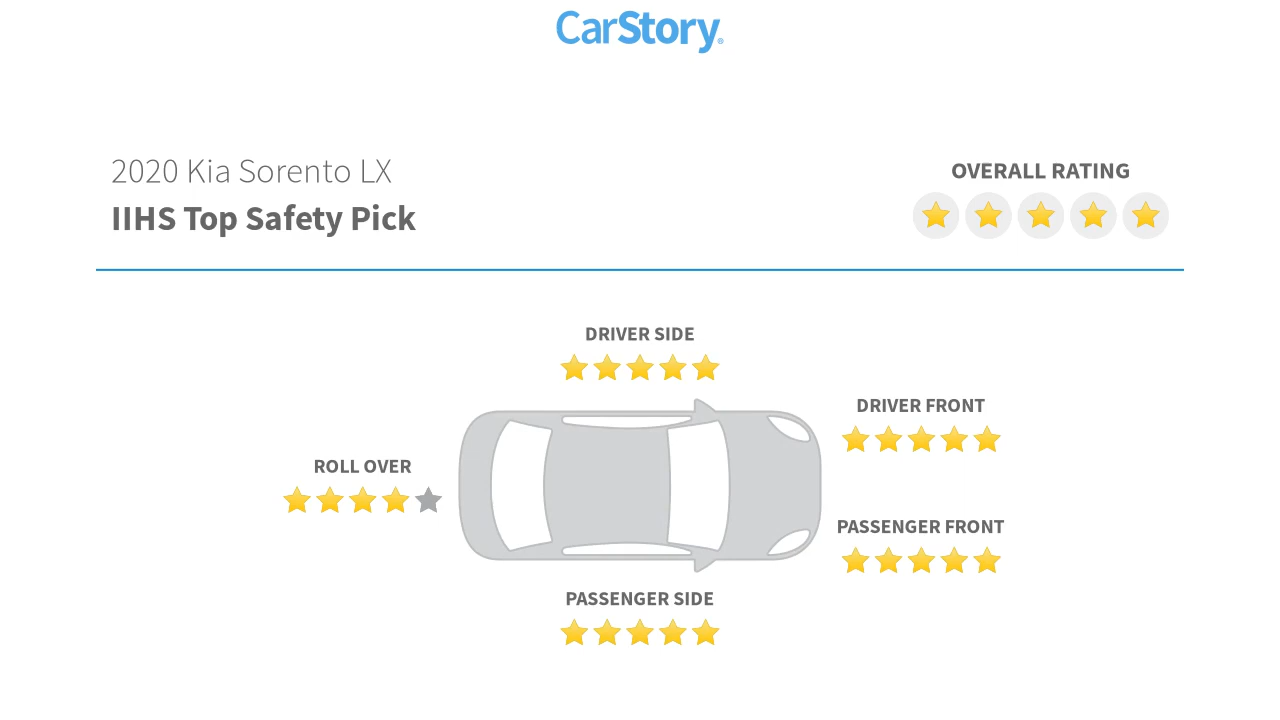 CarStory®
2020 Kia Sorento LX
IIHS Top Safety Pick
OVERALL RATING
DRIVER SIDE
DRIVER FRONT
ROLL OVER
PASSENGER FRONT
PASSENGER SIDE